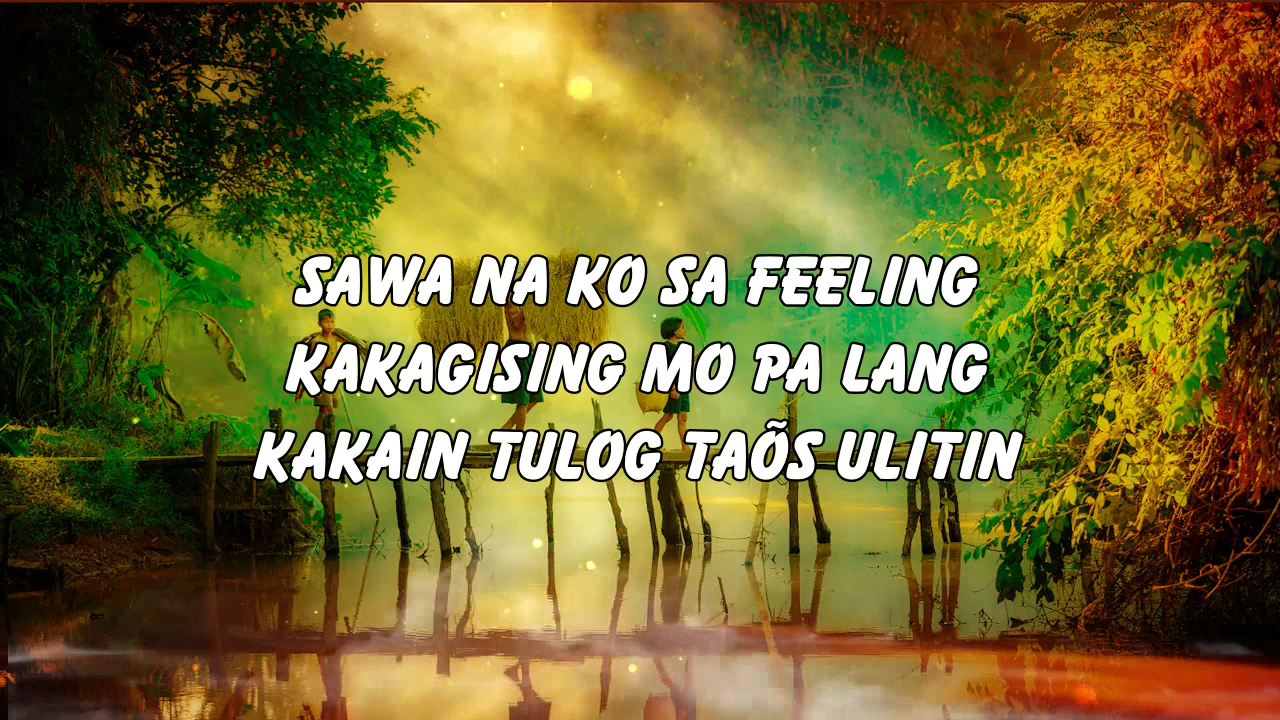 SAWA NA KO SA FEELING
KAKAGISING MO PA LANG
KAKAIN TULOG TAÕS ULITIN